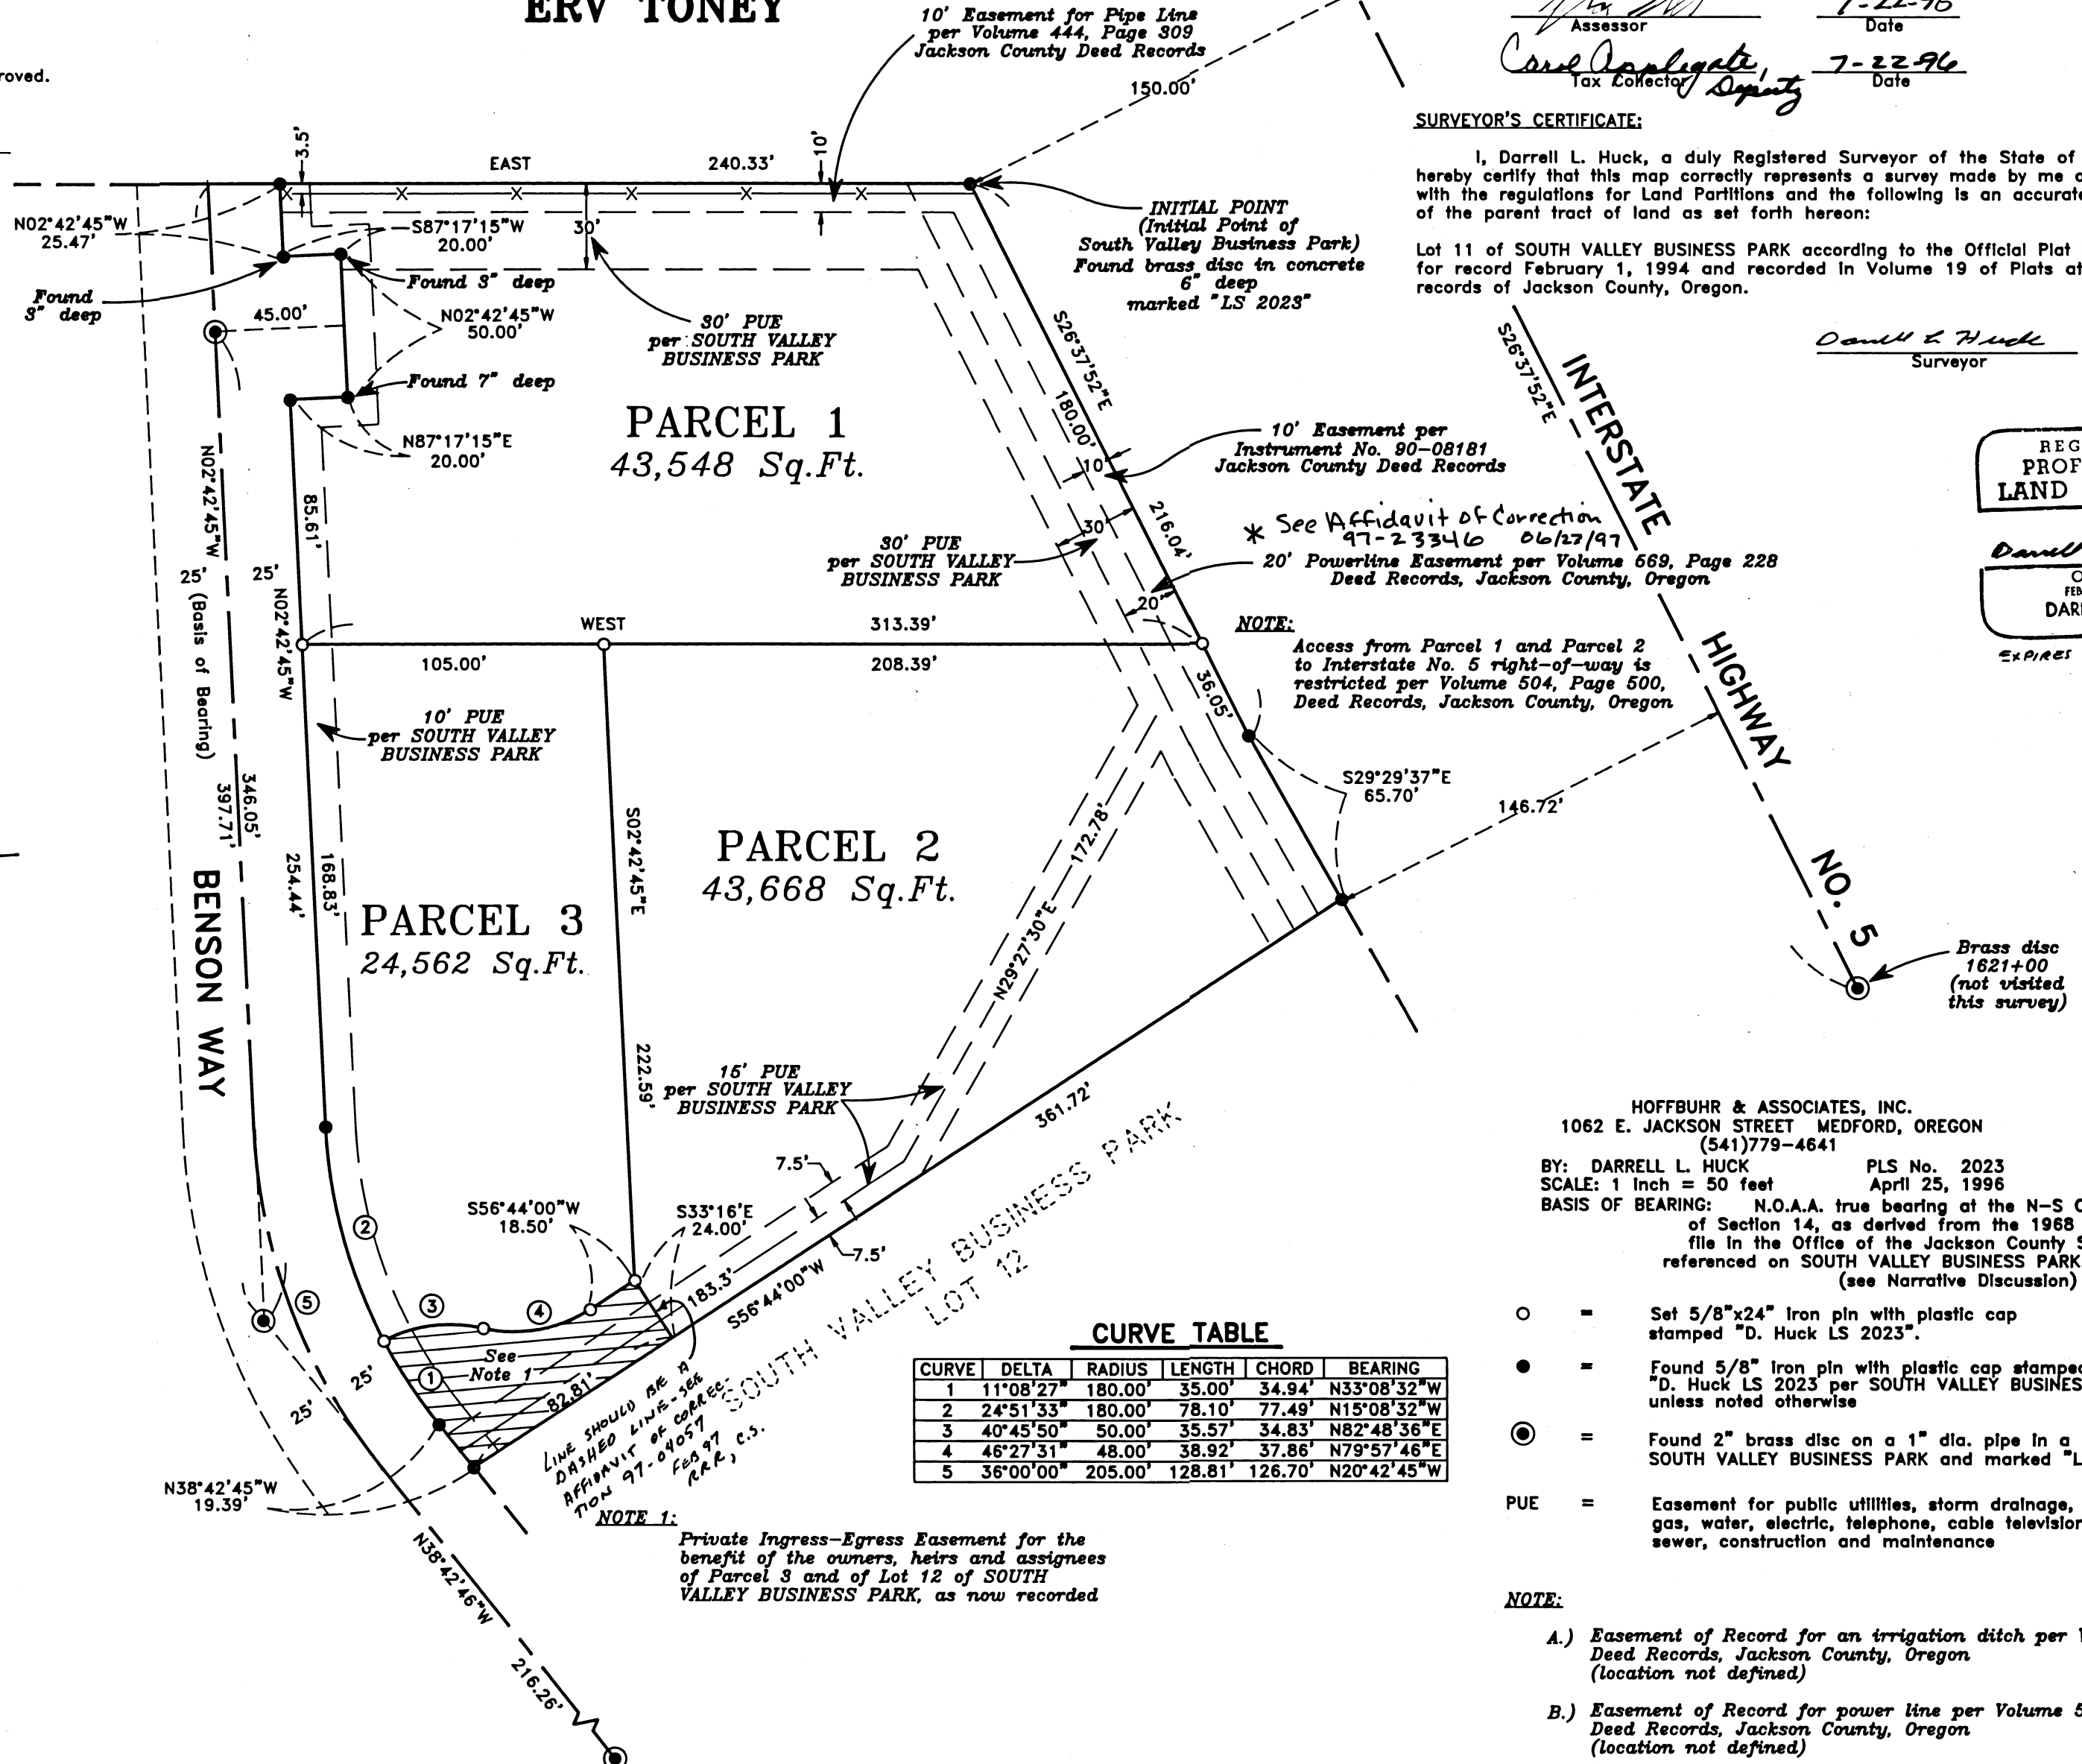 ERV TONEY
roved.
10' Easement for Pipe Line
per Volume 444, Page 309
Jackson County Deed Records
150.00'
Assessor
Date
Carol Applegate,
Deputy
Tax Collector
7-22-96
Date
SURVEYOR'S CERTIFICATE:
I, Darrell L. Huck, a duly Registered Surveyor of the State of
hereby certify that this map correctly represents a survey made by me
with the regulations for Land Partitions and the following is an accurate
of the parent tract of land as set forth hereon:
Lot 11 of SOUTH VALLEY BUSINESS PARK according to the Official Plat
for record February 1, 1994 and recorded in Volume 19 of Plats at
records of Jackson County, Oregon.
Darrell L Huck
Surveyor
3.5'
EAST
240.33'
10'
N02°42'45"W
25.47'
S87°17'15"W
20.00'
30'
INITIAL POINT
(Initial Point of
South Valley Business Park)
Found brass disc in concrete
6" deep
marked "LS 2023"
Found
3" deep
Found 3" deep
45.00'
N02°42'45"W
50.00'
30' PUE
per SOUTH VALLEY
BUSINESS PARK
Found 7" deep
N87°17'15"E
20.00'
PARCEL 1
43,548 Sq.Ft.
S26°37'52"E
180.00'
10'
216.04'
30'
20'
10' Easement per
Instrument No. 90-08181
Jackson County Deed Records
* See Affidavit of Correction
97-23346 06/27/97
20' Powerline Easement per Volume 569, Page 228
Deed Records, Jackson County, Oregon
30' PUE
per SOUTH VALLEY
BUSINESS PARK
NOTE:
Access from Parcel 1 and Parcel 2
to Interstate No. 5 right-of-way is
restricted per Volume 504, Page 500,
Deed Records, Jackson County, Oregon
S26°37'52"E
INTERSTATE
HIGHWAY
NO. 5
REG
PROF
LAND
Darrell
FEB
DAR
EXPIRES
N02°42'45"W
(Basis of Bearing)
25'
25'
85.61'
N02°42'45"W
WEST
313.39'
105.00'
208.39'
36.05'
10' PUE
per SOUTH VALLEY
BUSINESS PARK
346.05'
397.71'
254.44'
168.83'
BENSON WAY
S02°42'45"E
222.59'
PARCEL 2
43,668 Sq.Ft.
PARCEL 3
24,562 Sq.Ft.
N29°27'30"E
172.78'
S29°29'37"E
65.70'
146.72'
Brass disc
1621+00
(not visited
this survey)
15' PUE
per SOUTH VALLEY
BUSINESS PARK
361.72'
7.5'
7.5'
S56°44'00"W
18.50'
S33°16'E
24.00'
183.3'
S56°44'00"W
SOUTH VALLEY BUSINESS PARK
LOT 12
2
5
3
4
1
See
Note 1
82.81'
25'
25'
LINE SHOULD BE A
DASHED LINE-SEE
AFFIDAVIT OF CORREC-
TION 97-04057
FEB 97
RRR, C.S.
N38°42'45"W
19.39'
N38°42'46"W
216.26'
NOTE 1:
Private Ingress-Egress Easement for the
benefit of the owners, heirs and assignees
of Parcel 3 and of Lot 12 of SOUTH
VALLEY BUSINESS PARK, as now recorded
CURVE TABLE
CURVE DELTA RADIUS LENGTH CHORD BEARING
1 11°08'27" 180.00' 35.00' 34.94' N33°08'32"W
2 24°51'33" 180.00' 78.10' 77.49' N15°08'32"W
3 40°45'50" 50.00' 35.57' 34.83' N82°48'36"E
4 46°27'31" 48.00' 38.92' 37.86' N79°57'46"E
5 36°00'00" 205.00' 128.81' 126.70' N20°42'45"W
HOFFBUHR & ASSOCIATES, INC.
1062 E. JACKSON STREET MEDFORD, OREGON
(541)779-4641
BY: DARRELL L. HUCK PLS No. 2023
SCALE: 1 inch = 50 feet April 25, 1996
BASIS OF BEARING: N.O.A.A. true bearing at the N-S
of Section 14, as derived from the 1968
file in the Office of the Jackson County
referenced on SOUTH VALLEY BUSINESS PARK
(see Narrative Discussion)
= Set 5/8"x24" iron pin with plastic cap
stamped "D. Huck LS 2023".
= Found 5/8" iron pin with plastic cap stamped
"D. Huck LS 2023 per SOUTH VALLEY BUSINES
unless noted otherwise
= Found 2" brass disc on a 1" dia. pipe in a
SOUTH VALLEY BUSINESS PARK and marked "L
PUE = Easement for public utilities, storm drainage,
gas, water, electric, telephone, cable television
sewer, construction and maintenance
NOTE:
A.) Easement of Record for an irrigation ditch per
Deed Records, Jackson County, Oregon
(location not defined)
B.) Easement of Record for power line per Volume 5
Deed Records, Jackson County, Oregon
(location not defined)